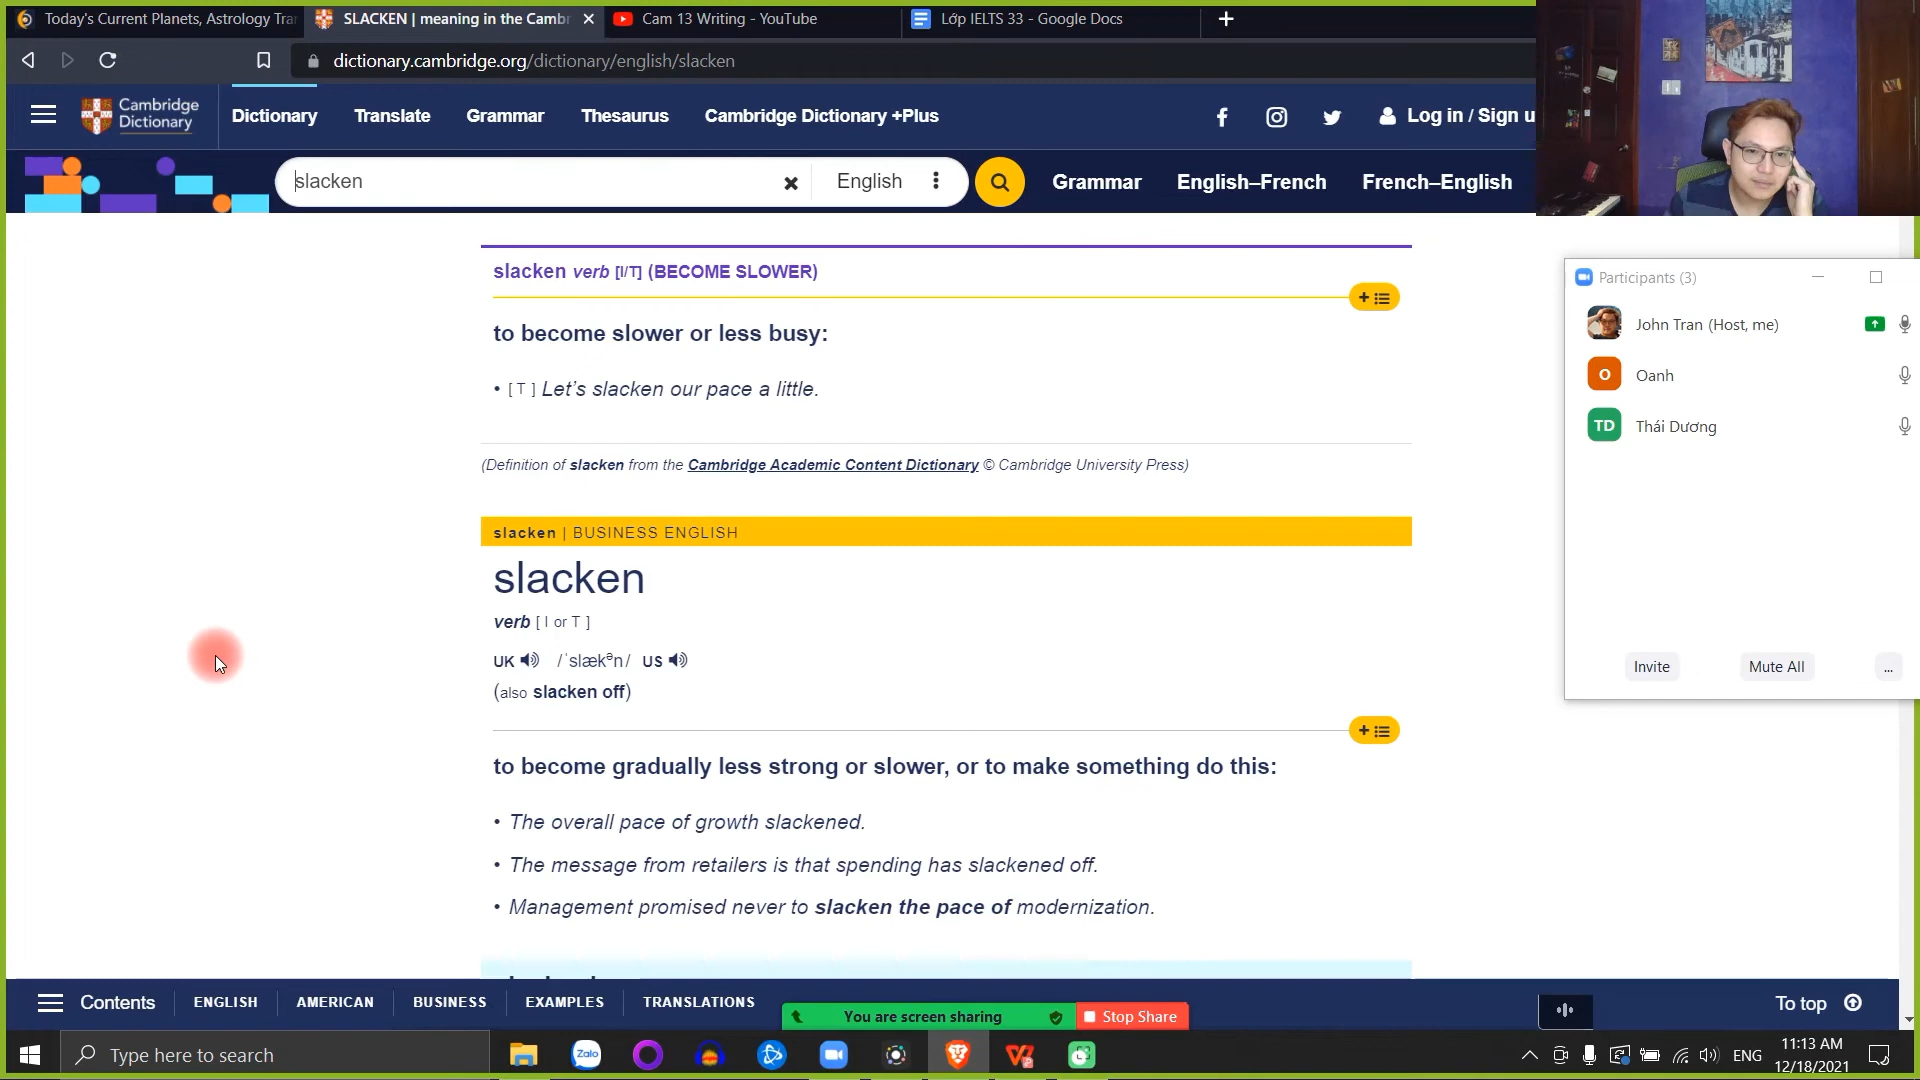 Today's Current Planets, Astrology Tra
SLACKEN | meaning in the Cambr
Cam 13 Writing - YouTube
Lớp IELTS 33 - Google Docs
dictionary.cambridge.org/dictionary/english/slacken
Cambridge
Dictionary
Dictionary
Translate
Grammar
Thesaurus
Cambridge Dictionary +Plus
Log in / Sign u
slacken
English
Grammar
English–French
French–English
slacken verb [I/T] (BECOME SLOWER)
to become slower or less busy:
• [ T ] Let's slacken our pace a little.
(Definition of slacken from the Cambridge Academic Content Dictionary © Cambridge University Press)
slacken | BUSINESS ENGLISH
slacken
verb [ I or T ]
UK /ˈslækᵊn/ US
(also slacken off)
to become gradually less strong or slower, or to make something do this:
• The overall pace of growth slackened.
• The message from retailers is that spending has slackened off.
• Management promised never to slacken the pace of modernization.
Participants (3)
John Tran (Host, me)
O Oanh
TD Thái Dương
Invite
Mute All
...
Contents
ENGLISH
AMERICAN
BUSINESS
EXAMPLES
TRANSLATIONS
To top
You are screen sharing
Stop Share
Type here to search
Zalo
ENG
11:13 AM
12/18/2021